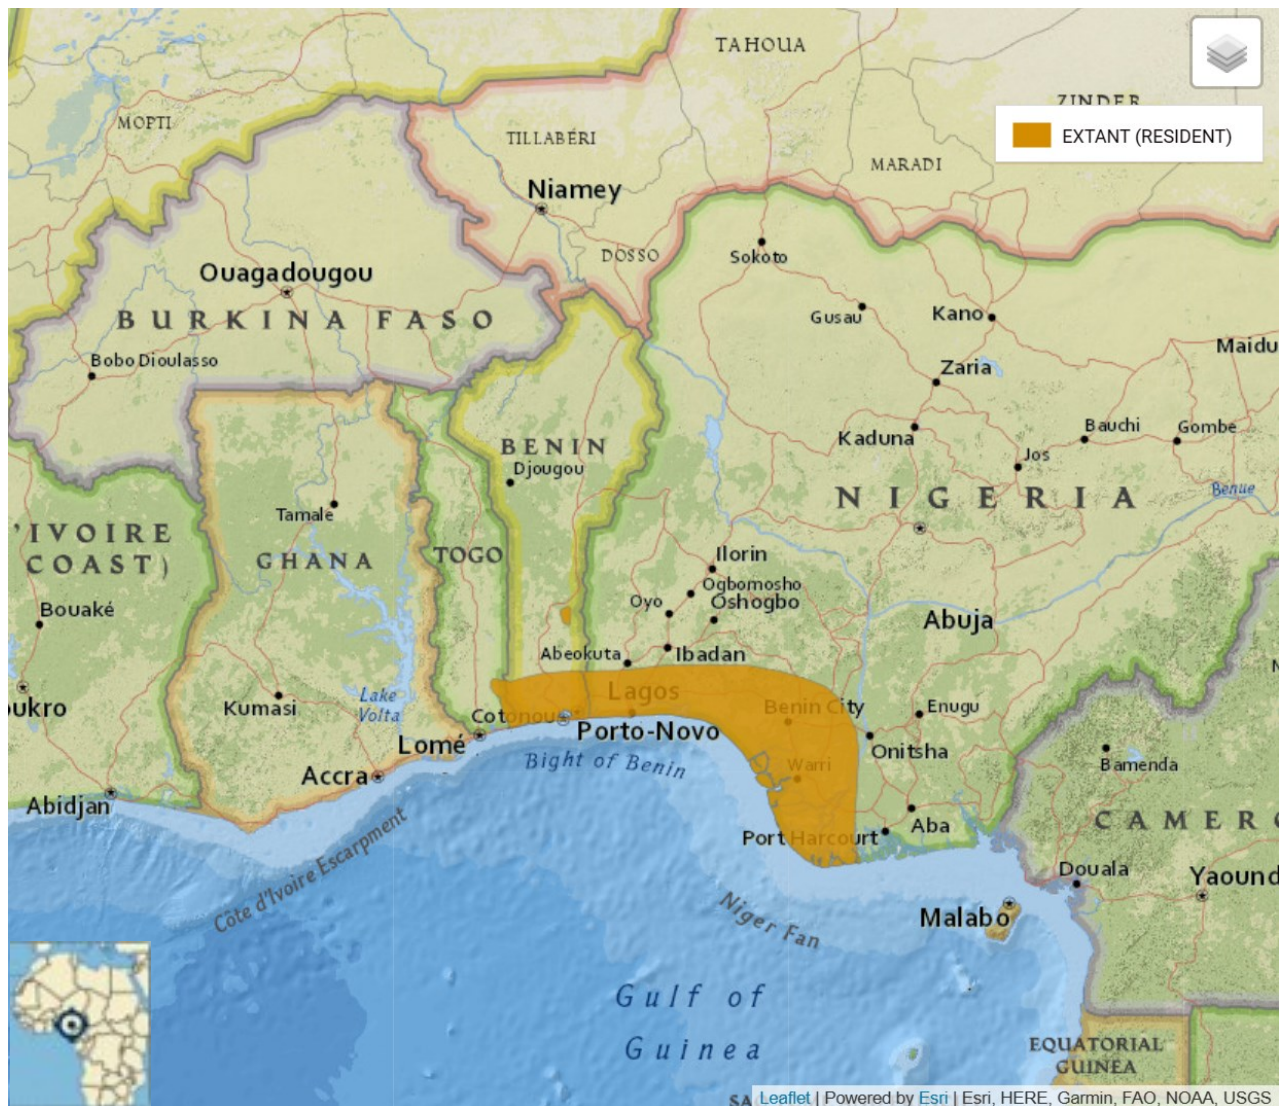 TAHOUA
ZINDER
EXTANT (RESIDENT)
MOPTI
TILLABÉRI
MARADI
Niamey
DOSSO
Sokoto
Ouagadougou
BURKINA FASO
Gusau
Kano
Bobo Dioulasso
Maidu
Zaria
BENIN
Djougou
Kaduna
Bauchi
Gombe
Jos
NIGERIA
Benue
Tamale
'IVOIRE
COAST)
GHANA
TOGO
Ilorin
Ogbomosho
Oyo
Oshogbo
Bouaké
Abuja
Abeokuta
Ibadan
Lagos
Lake
Volta
Kumasi
oukro
Cotonou
Benin City
Enugu
Porto-Novo
Lomé
Onitsha
Bight of Benin
Warri
Bamenda
Accra
Abidjan
Port Harcourt
Aba
CAMERO
Côte d'Ivoire Escarpment
Douala
Yaound
Niger Fan
Malabo
Gulf of
Guinea
EQUATORIAL
GUINEA
SA
Leaflet | Powered by Esri | Esri, HERE, Garmin, FAO, NOAA, USGS